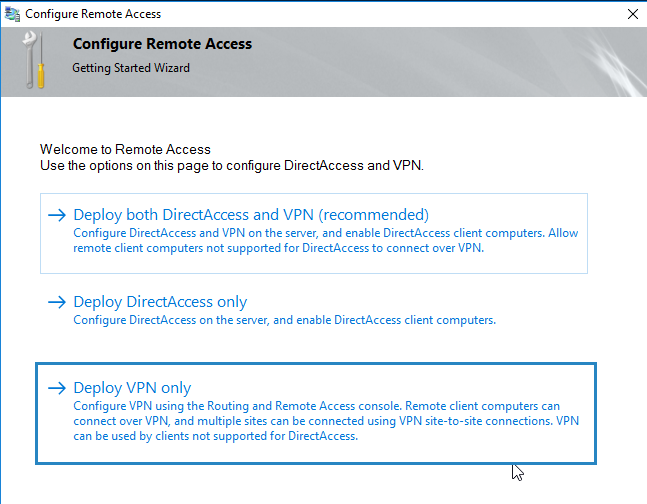 Configure Remote Access
Configure Remote Access
Getting Started Wizard
Welcome to Remote Access
Use the options on this page to configure DirectAccess and VPN.
Deploy both DirectAccess and VPN (recommended)
Configure DirectAccess and VPN on the server, and enable DirectAccess client computers. Allow
remote client computers not supported for DirectAccess to connect over VPN.
Deploy DirectAccess only
Configure DirectAccess on the server, and enable DirectAccess client computers.
Deploy VPN only
Configure VPN using the Routing and Remote Access console. Remote client computers can
connect over VPN, and multiple sites can be connected using VPN site-to-site connections. VPN
can be used by clients not supported for DirectAccess.